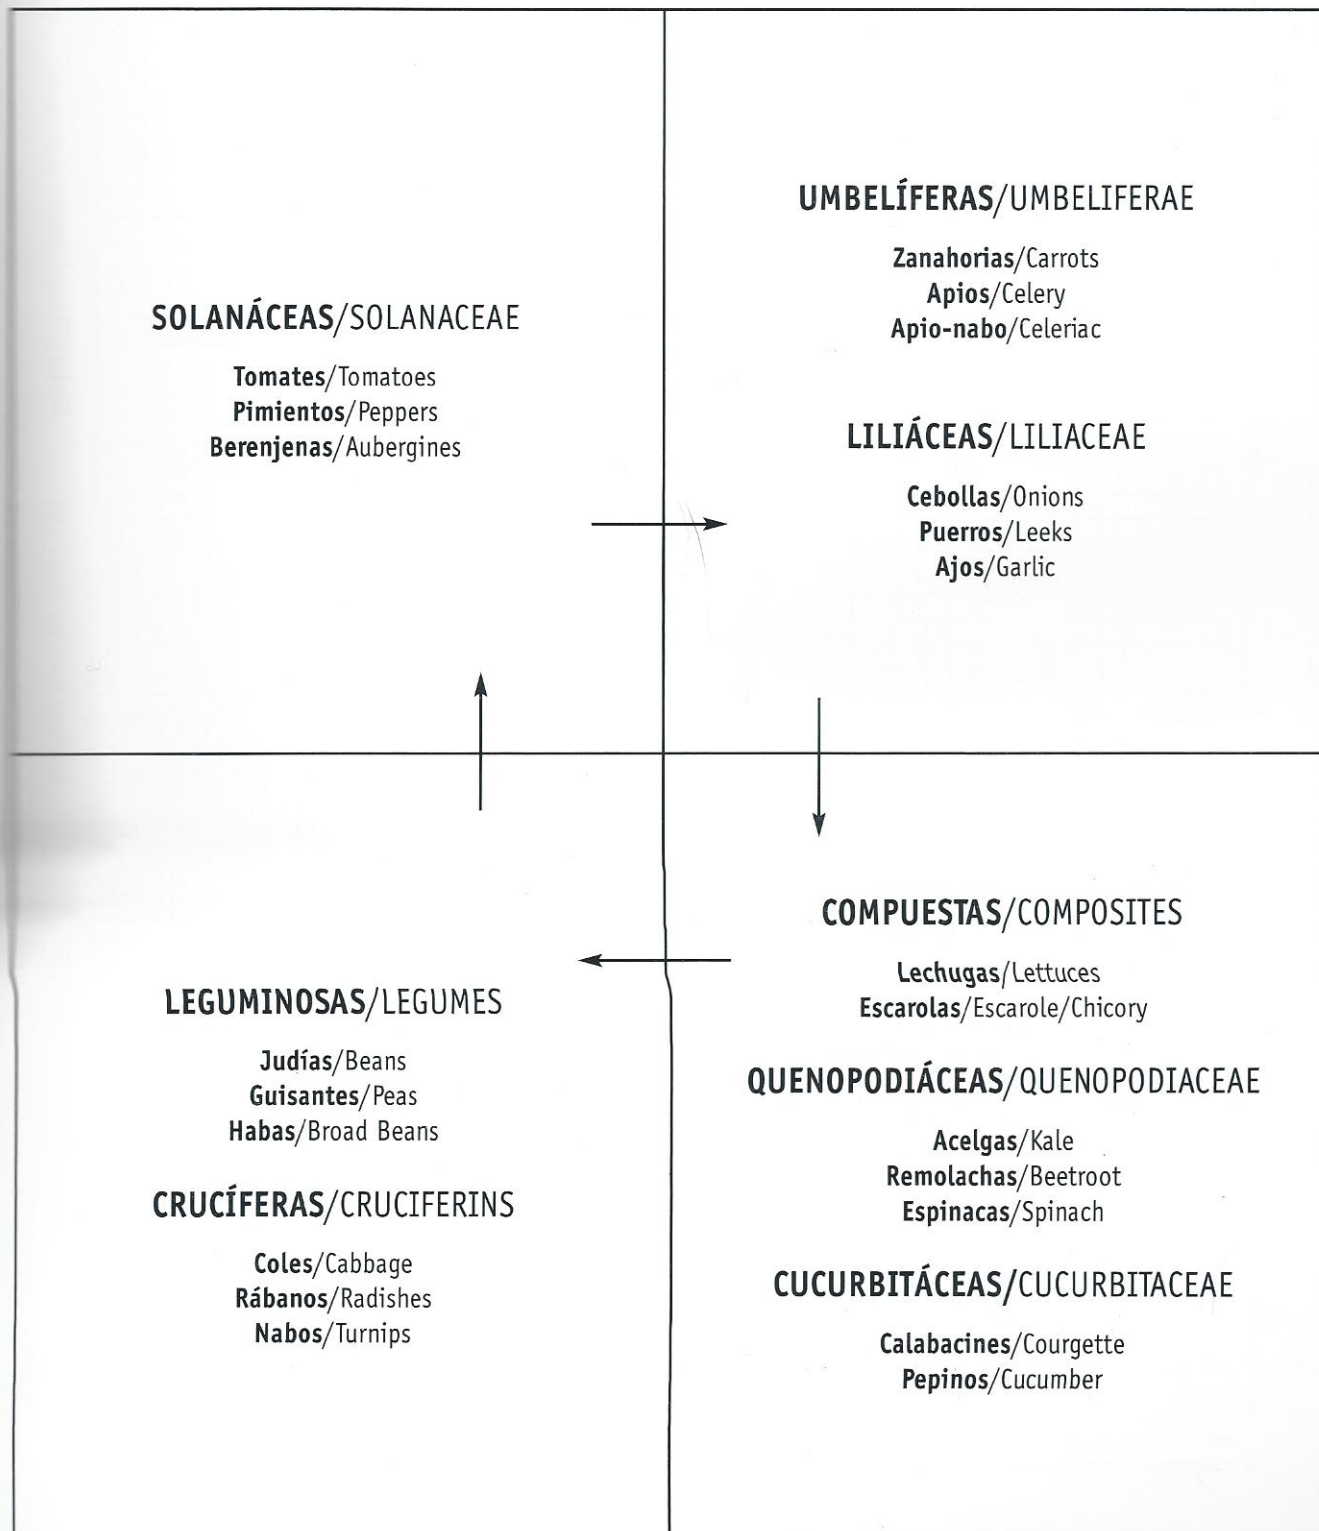 SOLANÁCEAS/SOLANACEAE
Tomates/Tomatoes
Pimientos/Peppers
Berenjenas/Aubergines
UMBELÍFERAS/UMBELIFERAE
Zanahorias/Carrots
Apios/Celery
Apio-nabo/Celeriac
LILIÁCEAS/LILIACEAE
Cebollas/Onions
Puerros/Leeks
Ajos/Garlic
LEGUMINOSAS/LEGUMES
Judías/Beans
Guisantes/Peas
Habas/Broad Beans
CRUCÍFERAS/CRUCIFERINS
Coles/Cabbage
Rábanos/Radishes
Nabos/Turnips
COMPUESTAS/COMPOSITES
Lechugas/Lettuces
Escarolas/Escarole/Chicory
QUENOPODIÁCEAS/QUENOPODIACEAE
Acelgas/Kale
Remolachas/Beetroot
Espinacas/Spinach
CUCURBITÁCEAS/CUCURBITACEAE
Calabacines/Courgette
Pepinos/Cucumber